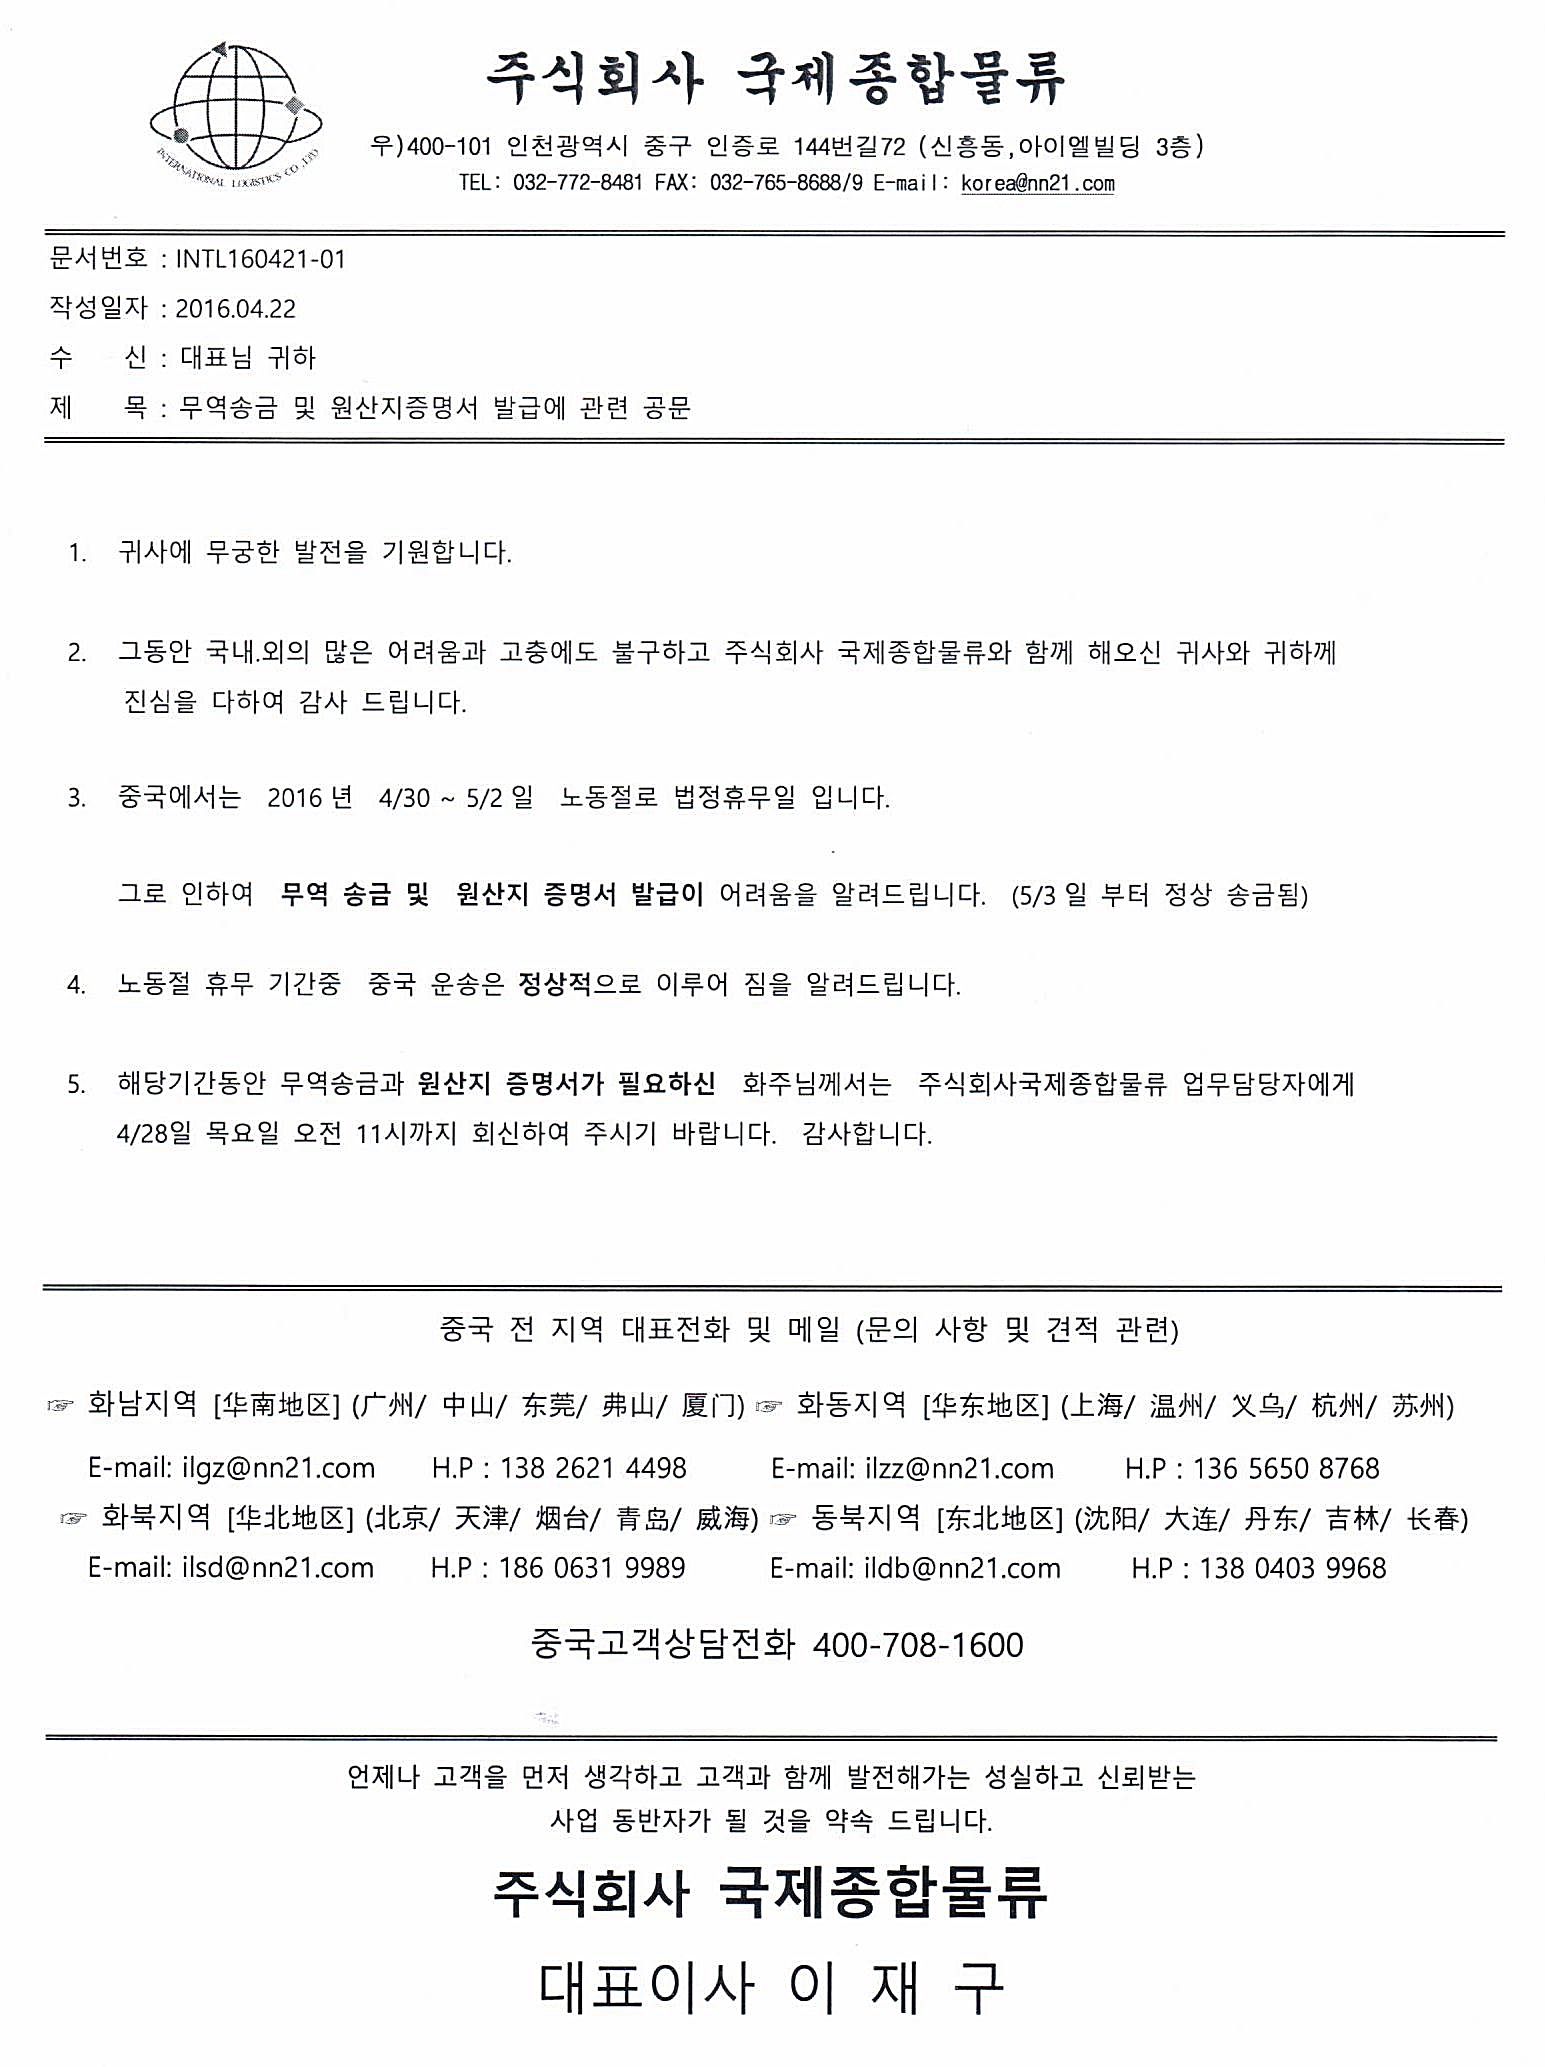 주식회사 국제종합물류
INTERNATIONAL LOGISTICS CO.,LTD
우)400-101 인천광역시 중구 인증로 144번길72 (신흥동,아이엘빌딩 3층)
TEL: 032-772-8481 FAX: 032-765-8688/9 E-mail: korea@nn21.com
문서번호 : INTL160421-01
작성일자 : 2016.04.22
수 신 : 대표님 귀하
제 목 : 무역송금 및 원산지증명서 발급에 관련 공문
1. 귀사에 무궁한 발전을 기원합니다.
2. 그동안 국내.외의 많은 어려움과 고충에도 불구하고 주식회사 국제종합물류와 함께 해오신 귀사와 귀하께
진심을 다하여 감사 드립니다.
3. 중국에서는 2016 년 4/30 ~ 5/2 일 노동절로 법정휴무일 입니다.
그로 인하여 무역 송금 및 원산지 증명서 발급이 어려움을 알려드립니다. (5/3 일 부터 정상 송금됨)
4. 노동절 휴무 기간중 중국 운송은 정상적으로 이루어 짐을 알려드립니다.
5. 해당기간동안 무역송금과 원산지 증명서가 필요하신 화주님께서는 주식회사국제종합물류 업무담당자에게
4/28일 목요일 오전 11시까지 회신하여 주시기 바랍니다. 감사합니다.
중국 전 지역 대표전화 및 메일 (문의 사항 및 견적 관련)
☞ 화남지역 [华南地区] (广州/ 中山/ 东莞/ 弗山/ 厦门) ☞ 화동지역 [华东地区] (上海/ 温州/ 义乌/ 杭州/ 苏州)
E-mail: ilgz@nn21.com H.P : 138 2621 4498 E-mail: ilzz@nn21.com H.P : 136 5650 8768
☞ 화북지역 [华北地区] (北京/ 天津/ 烟台/ 青岛/ 威海) ☞ 동북지역 [东北地区] (沈阳/ 大连/ 丹东/ 吉林/ 长春)
E-mail: ilsd@nn21.com H.P : 186 0631 9989 E-mail: ildb@nn21.com H.P : 138 0403 9968
중국고객상담전화 400-708-1600
언제나 고객을 먼저 생각하고 고객과 함께 발전해가는 성실하고 신뢰받는
사업 동반자가 될 것을 약속 드립니다.
주식회사 국제종합물류
대표이사 이 재 구